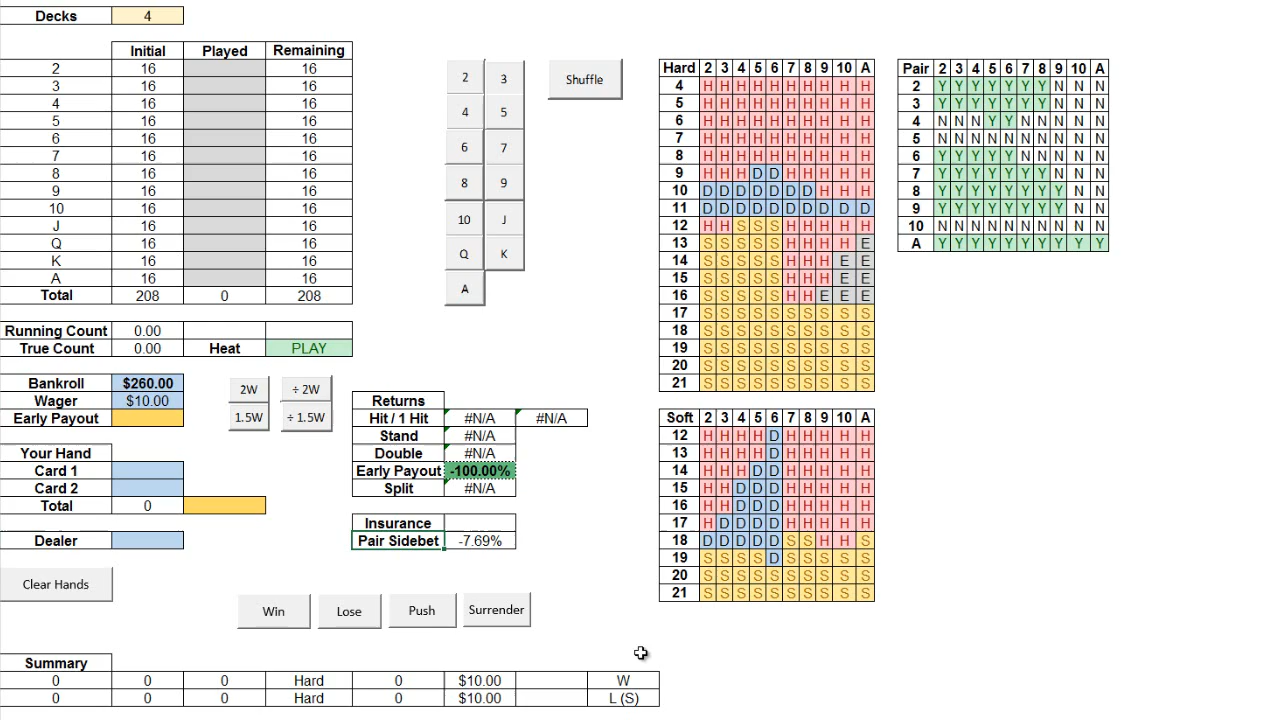 Decks 4
Initial Played Remaining
2 16 16
3 16 16
4 16 16
5 16 16
6 16 16
7 16 16
8 16 16
9 16 16
10 16 16
J 16 16
Q 16 16
K 16 16
A 16 16
Total 208 0 208
Running Count 0.00
True Count 0.00 Heat PLAY
Bankroll $260.00
Wager $10.00
Early Payout
2W ÷ 2W
1.5W ÷ 1.5W
Your Hand
Card 1
Card 2
Total 0
Dealer
Clear Hands
2 3
4 5
6 7
8 9
10 J
Q K
A
Shuffle
Returns
Hit / 1 Hit #N/A #N/A
Stand #N/A
Double #N/A
Early Payout -100.00%
Split #N/A
Insurance
Pair Sidebet -7.69%
Win Lose Push Surrender
Hard 2 3 4 5 6 7 8 9 10 A
4 H H H H H H H H H H
5 H H H H H H H H H H
6 H H H H H H H H H H
7 H H H H H H H H H H
8 H H H H H H H H H H
9 H H H D D H H H H H
10 D D D D D D D H H H
11 D D D D D D D D D D
12 H H S S S H H H H H
13 S S S S S H H H H E
14 S S S S S H H H E E
15 S S S S S H H H E E
16 S S S S S H H E E E
17 S S S S S S S S S S
18 S S S S S S S S S S
19 S S S S S S S S S S
20 S S S S S S S S S S
21 S S S S S S S S S S
Soft 2 3 4 5 6 7 8 9 10 A
12 H H H H D H H H H H
13 H H H H D H H H H H
14 H H H D D H H H H H
15 H H D D D H H H H H
16 H H D D D H H H H H
17 H D D D D H H H H H
18 D D D D D S S H H S
19 S S S S D S S S S S
20 S S S S S S S S S S
21 S S S S S S S S S S
Pair 2 3 4 5 6 7 8 9 10 A
2 Y Y Y Y Y Y Y N N N
3 Y Y Y Y Y Y Y N N N
4 N N N Y Y N N N N N
5 N N N N N N N N N N
6 Y Y Y Y Y N N N N N
7 Y Y Y Y Y Y Y N N N
8 Y Y Y Y Y Y Y Y N N
9 Y Y Y Y Y Y Y Y N N
10 N N N N N N N N N N
A Y Y Y Y Y Y Y Y Y Y
Summary
0 0 0 Hard 0 $10.00 W
0 0 0 Hard 0 $10.00 L (S)